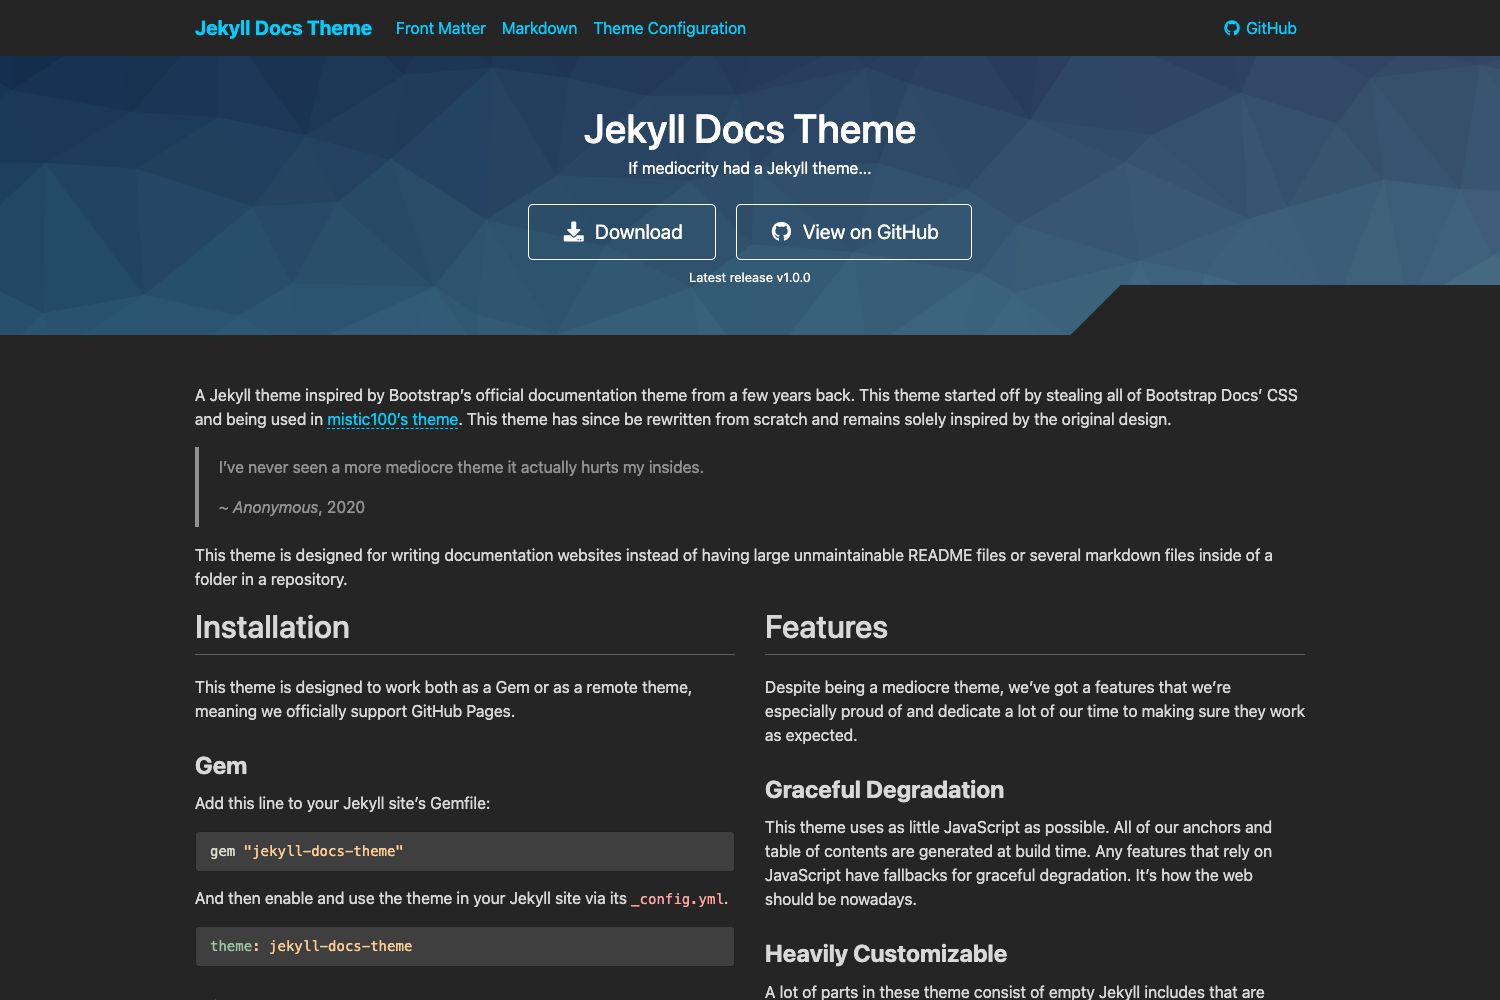 Jekyll Docs Theme Front Matter Markdown Theme Configuration GitHub
Jekyll Docs Theme
If mediocrity had a Jekyll theme...
Download View on GitHub
Latest release v1.0.0
A Jekyll theme inspired by Bootstrap’s official documentation theme from a few years back. This theme started off by stealing all of Bootstrap Docs’ CSS
and being used in mistic100’s theme. This theme has since be rewritten from scratch and remains solely inspired by the original design.
I’ve never seen a more mediocre theme it actually hurts my insides.
~ Anonymous, 2020
This theme is designed for writing documentation websites instead of having large unmaintainable README files or several markdown files inside of a
folder in a repository.
Installation
This theme is designed to work both as a Gem or as a remote theme,
meaning we officially support GitHub Pages.
Gem
Add this line to your Jekyll site’s Gemfile:
gem "jekyll-docs-theme"
And then enable and use the theme in your Jekyll site via its _config.yml.
theme: jekyll-docs-theme
Features
Despite being a mediocre theme, we’ve got a features that we’re
especially proud of and dedicate a lot of our time to making sure they work
as expected.
Graceful Degradation
This theme uses as little JavaScript as possible. All of our anchors and
table of contents are generated at build time. Any features that rely on
JavaScript have fallbacks for graceful degradation. It’s how the web
should be nowadays.
Heavily Customizable
A lot of parts in these theme consist of empty Jekyll includes that are